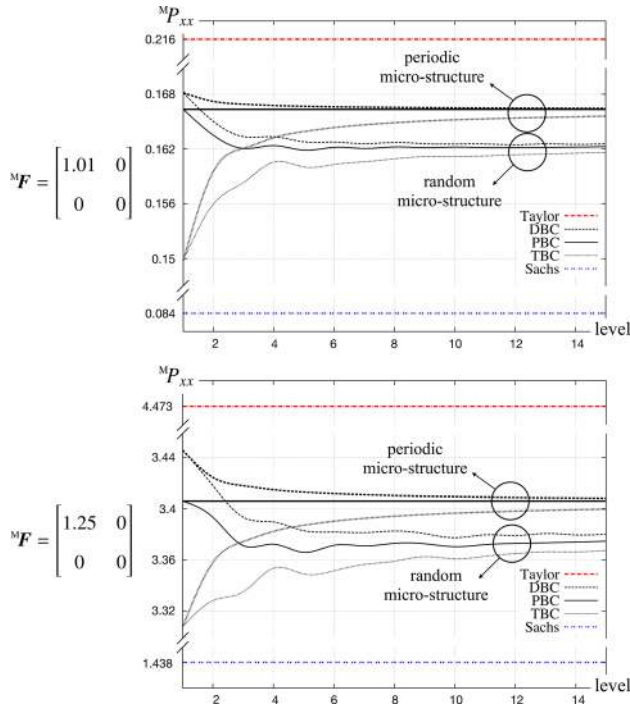 ᴹP_xx
0.216
periodic
micro-structure
0.168
0.162
ᴹF = [1.01 0
0 0]
0.156
random
micro-structure
Taylor
DBC
PBC
TBC
Sachs
0.15
0.084
level
2 4 6 8 10 12 14
ᴹP_xx
4.473
periodic
micro-structure
3.44
3.4
ᴹF = [1.25 0
0 0]
3.36
random
micro-structure
Taylor
DBC
PBC
TBC
Sachs
3.32
1.438
level
2 4 6 8 10 12 14